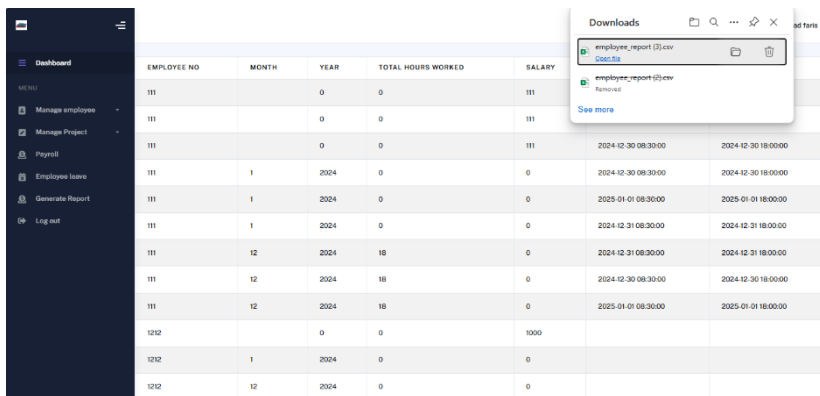 Downloads
ad faris
employee_report (3).csv
Open file
employee_report (2).csv
Removed
See more
Dashboard
MENU
Manage employee
Manage Project
Payroll
Employee leave
Generate Report
Log out
EMPLOYEE NO MONTH YEAR TOTAL HOURS WORKED SALARY
111 0 0 111
111 0 0 111
111 0 0 111 2024-12-30 08:30:00 2024-12-30 18:00:00
111 1 2024 0 0 2024-12-30 08:30:00 2024-12-30 18:00:00
111 1 2024 0 0 2025-01-01 08:30:00 2025-01-01 18:00:00
111 1 2024 0 0 2024-12-31 08:30:00 2024-12-31 18:00:00
111 12 2024 18 0 2024-12-31 08:30:00 2024-12-31 18:00:00
111 12 2024 18 0 2024-12-30 08:30:00 2024-12-30 18:00:00
111 12 2024 18 0 2025-01-01 08:30:00 2025-01-01 18:00:00
1212 0 0 1000
1212 1 2024 0 0
1212 12 2024 0 0